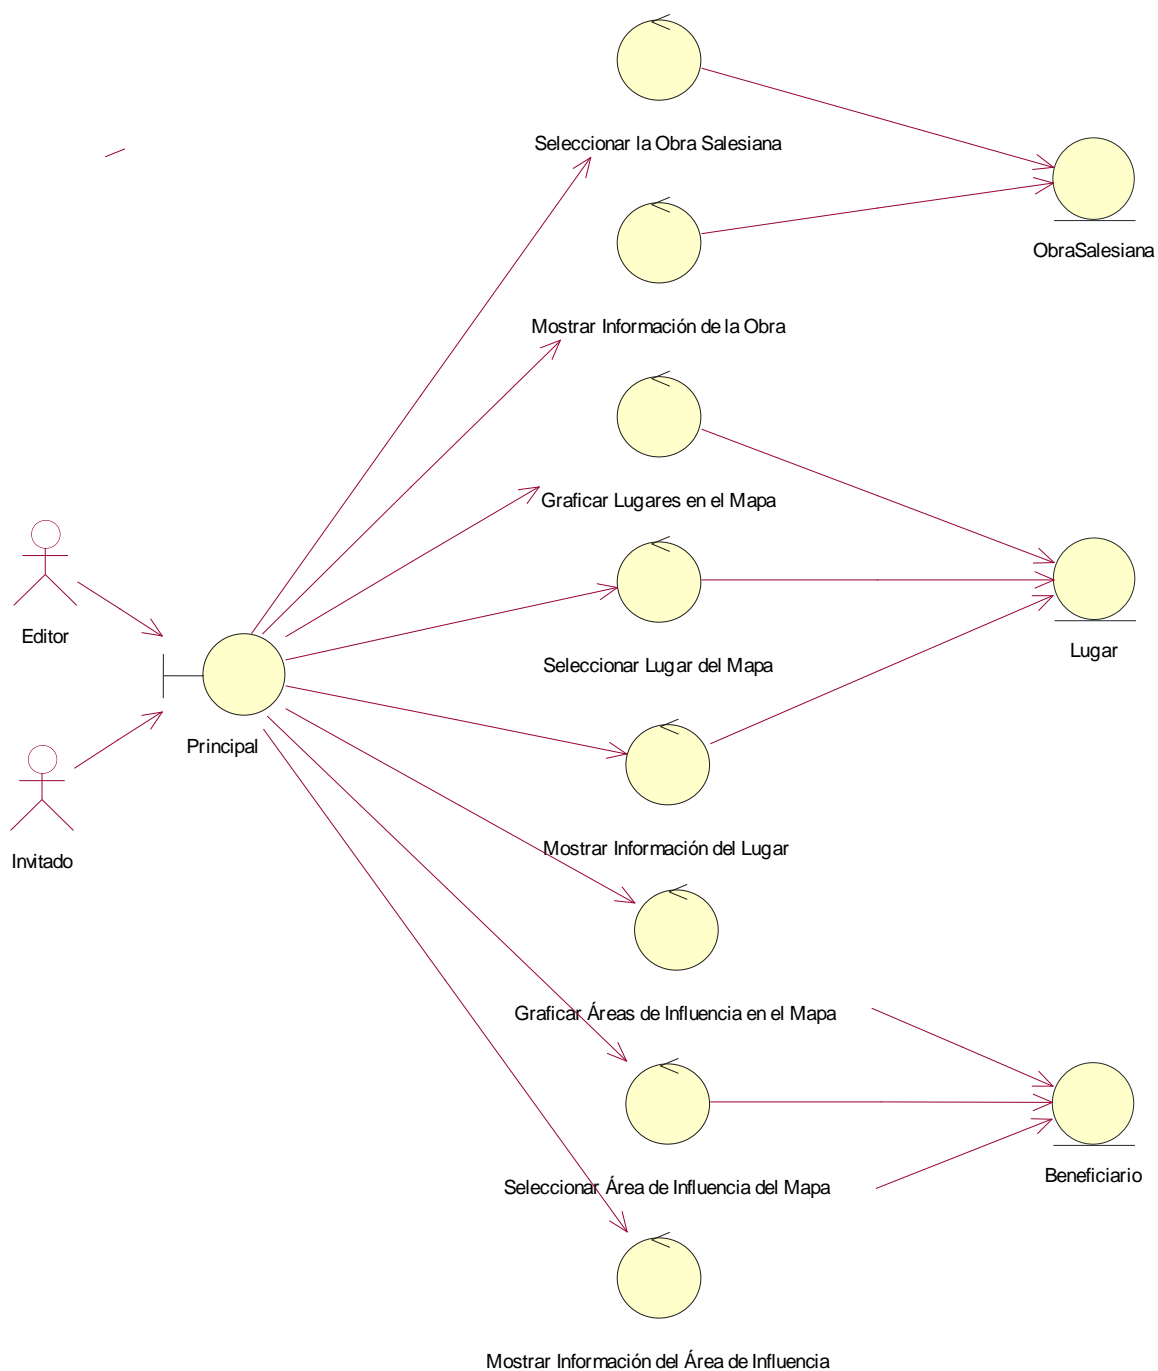 Seleccionar la Obra Salesiana
ObraSalesiana
Mostrar Información de la Obra
Graficar Lugares en el Mapa
Editor
Lugar
Seleccionar Lugar del Mapa
Principal
Mostrar Información del Lugar
Invitado
Graficar Áreas de Influencia en el Mapa
Beneficiario
Seleccionar Área de Influencia del Mapa
Mostrar Información del Área de Influencia